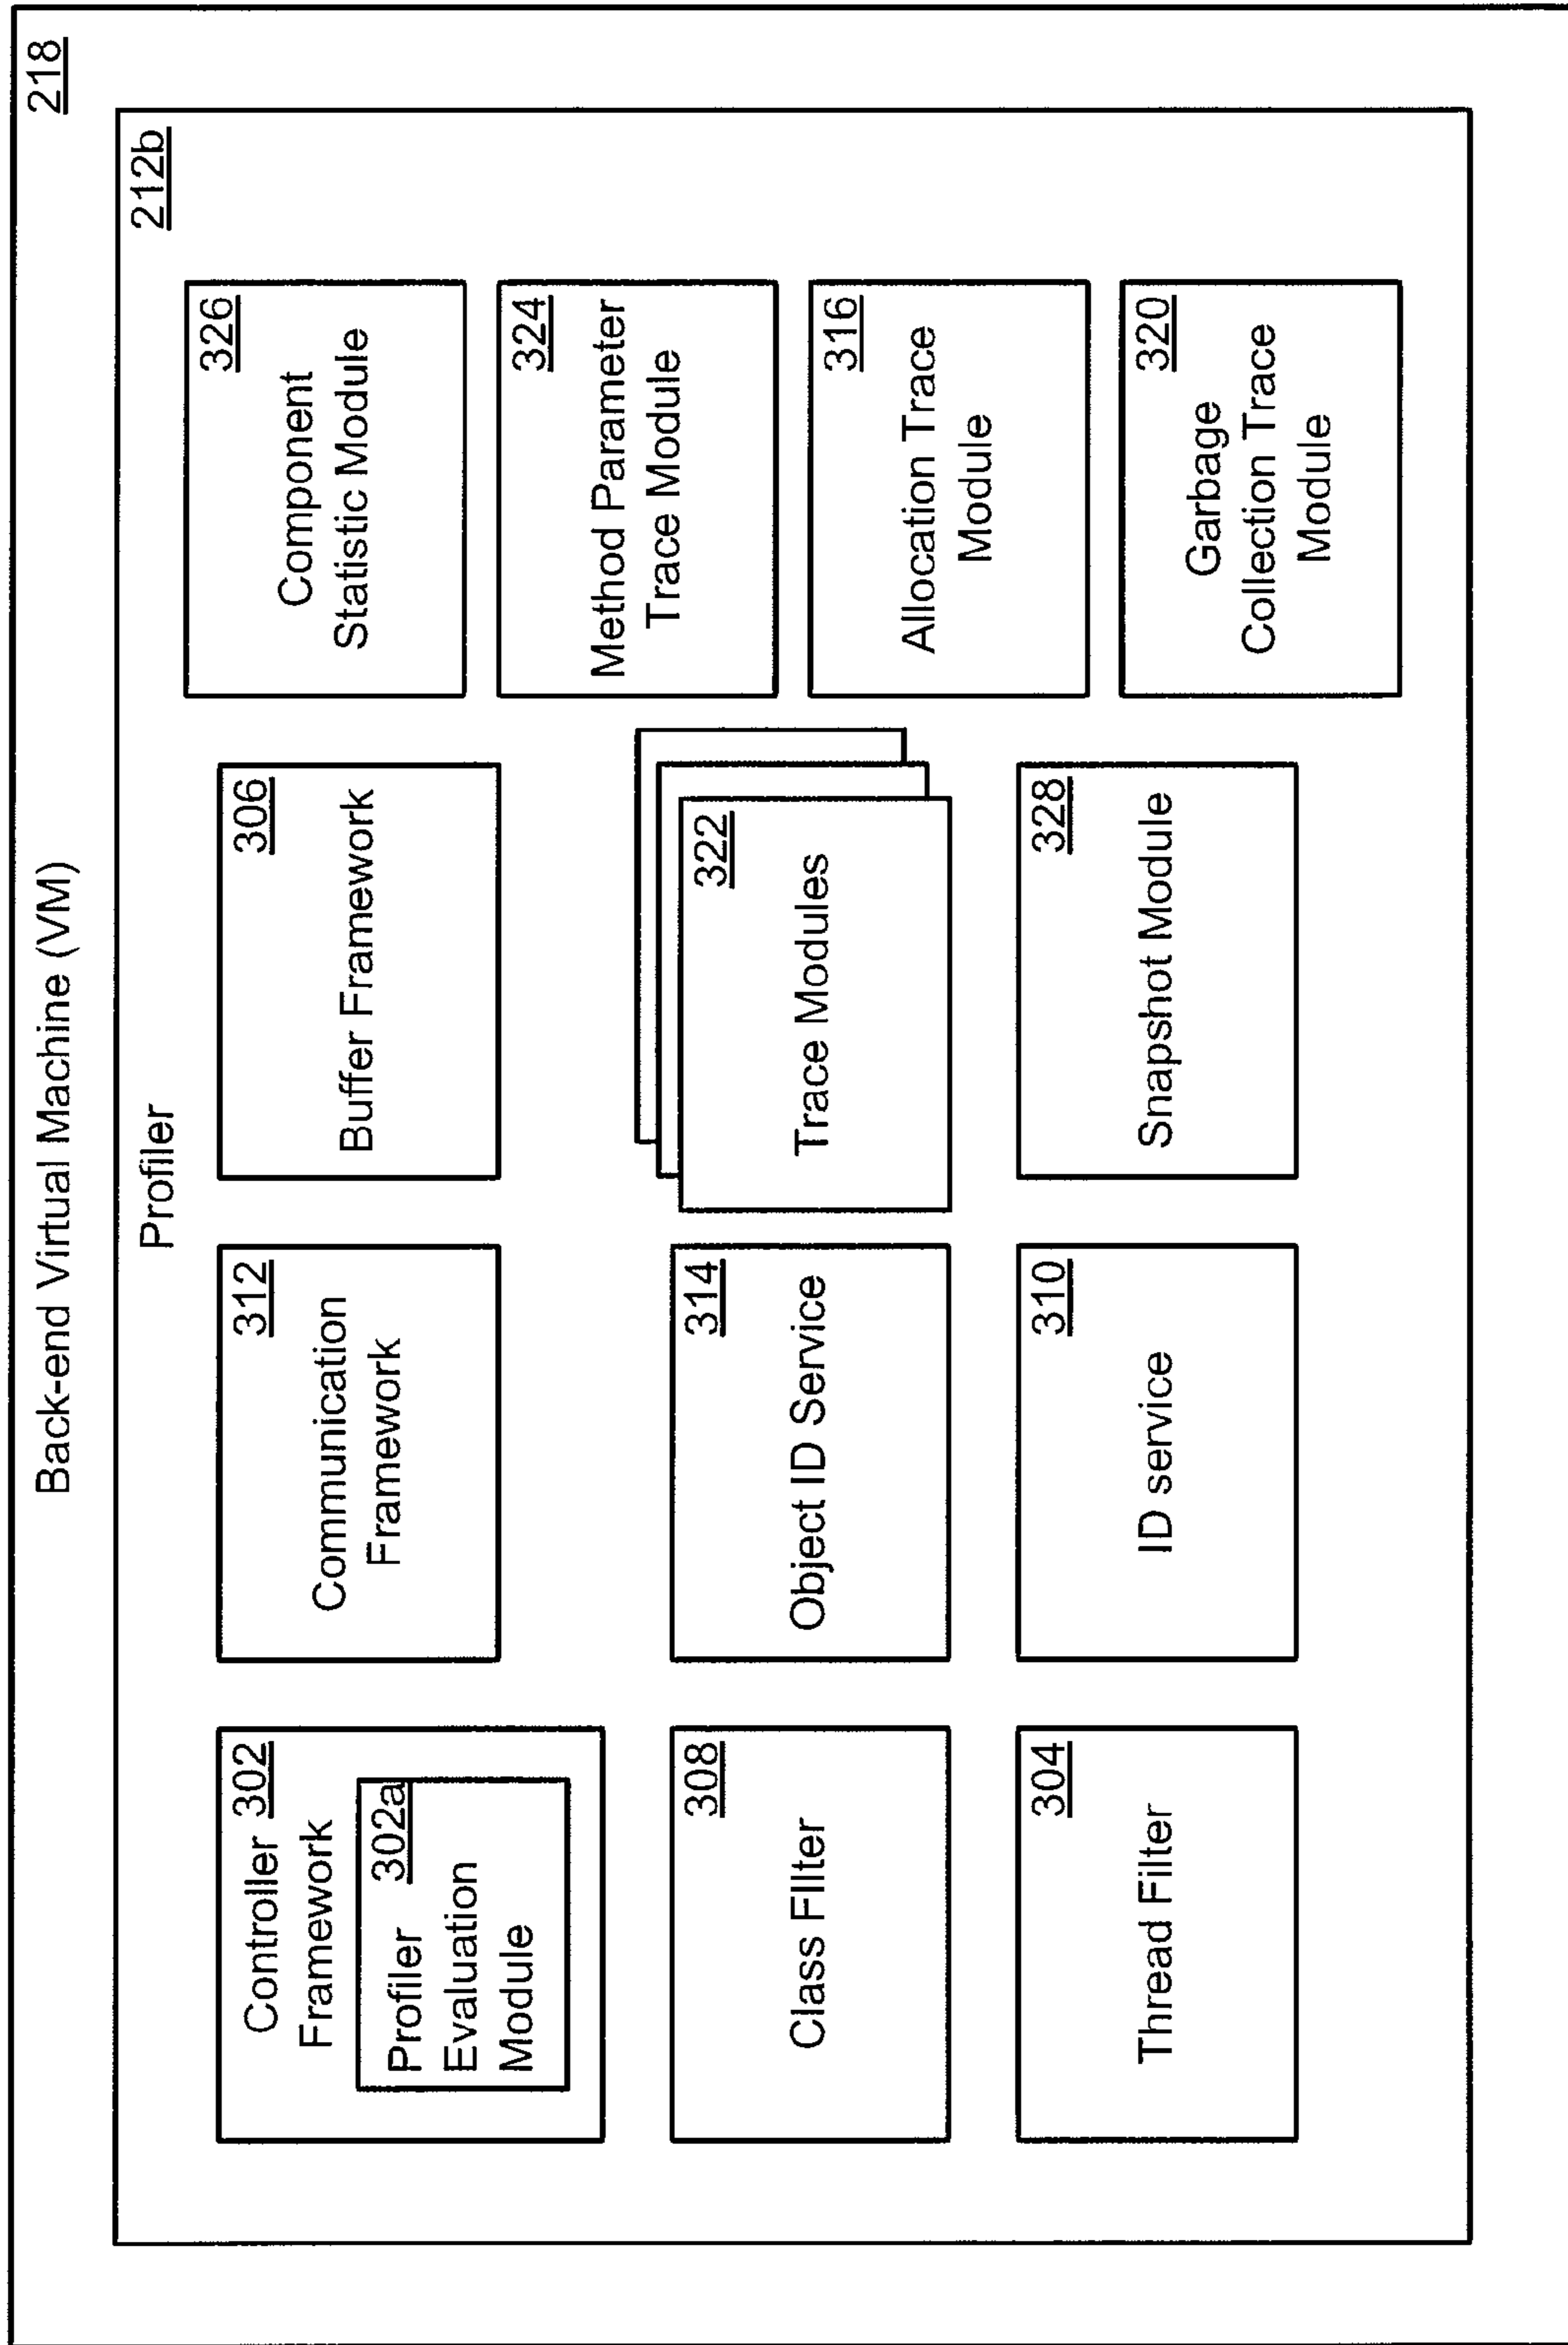 Back-end Virtual Machine (VM)
218
Profiler
212b
Controller 302
Framework
Profiler 302a
Evaluation
Module
312
Communication
Framework
306
Buffer Framework
326
Component
Statistic Module
324
Method Parameter
Trace Module
308
Class FIlter
314
Object ID Service
322
Trace Modules
316
Allocation Trace
Module
304
Thread Filter
310
ID service
328
Snapshot Module
320
Garbage
Collection Trace
Module